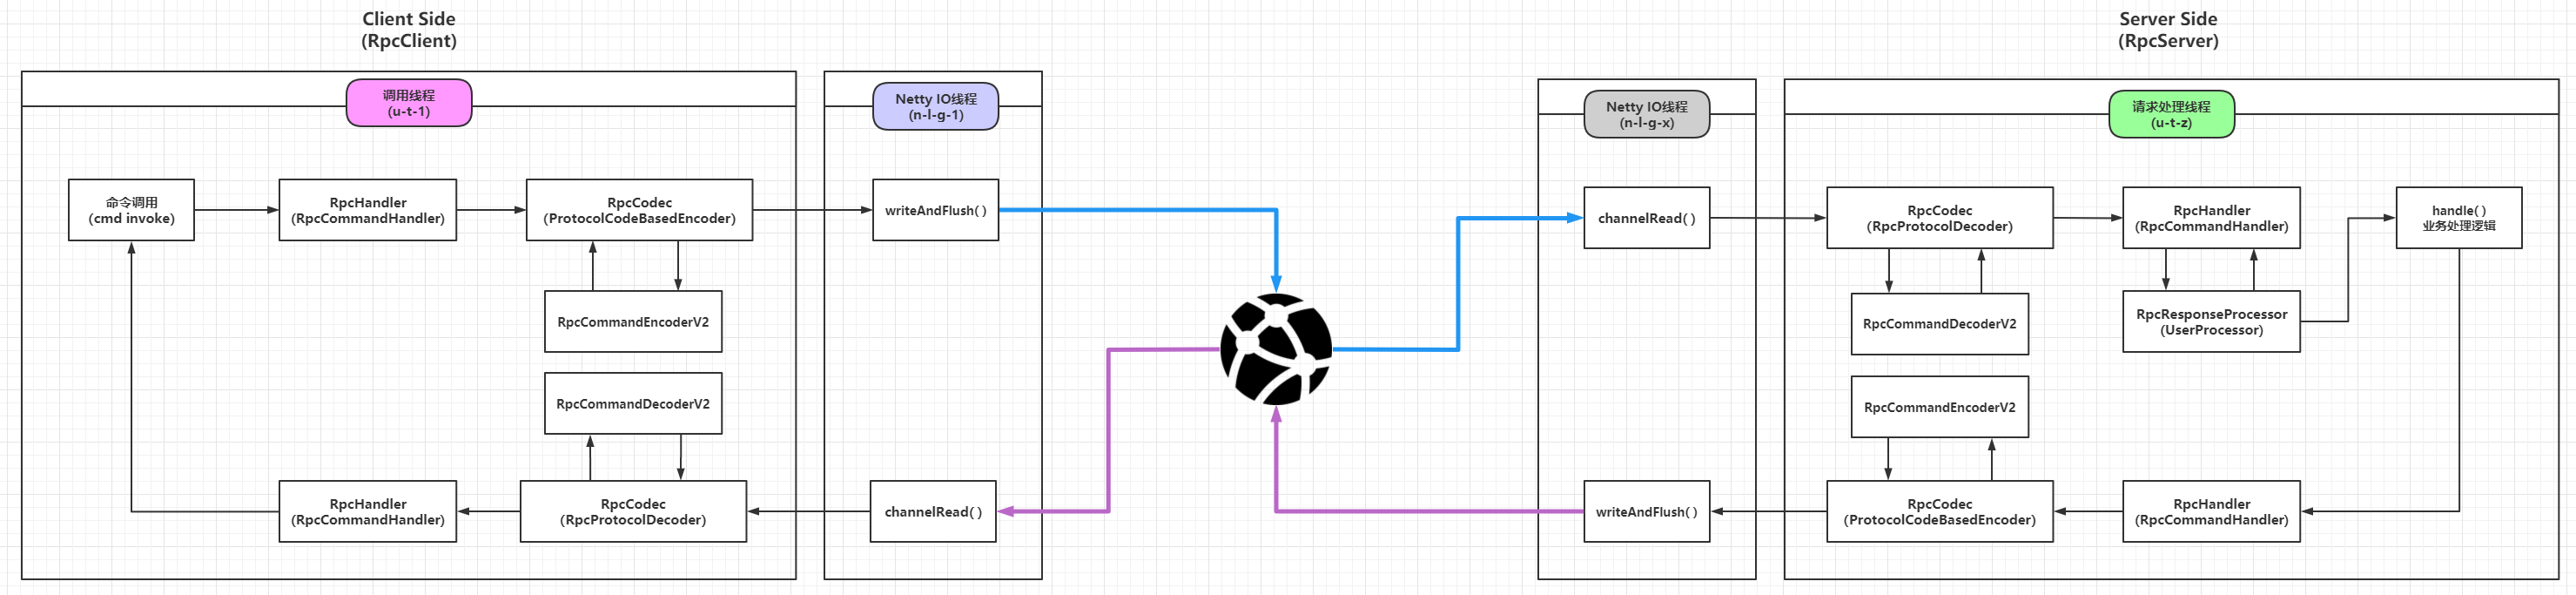 Client Side
(RpcClient)
Server Side
(RpcServer)
调用线程
(u-t-1)
Netty IO线程
(n-l-g-1)
Netty IO线程
(n-l-g-x)
请求处理线程
(u-t-z)
命令调用
(cmd invoke)
RpcHandler
(RpcCommandHandler)
RpcCodec
(ProtocolCodeBasedEncoder)
writeAndFlush( )
channelRead( )
RpcCodec
(RpcProtocolDecoder)
RpcHandler
(RpcCommandHandler)
handle( )
业务处理逻辑
RpcCommandEncoderV2
RpcCommandDecoderV2
RpcResponseProcessor
(UserProcessor)
RpcCommandDecoderV2
RpcCommandEncoderV2
RpcHandler
(RpcCommandHandler)
RpcCodec
(RpcProtocolDecoder)
channelRead( )
writeAndFlush( )
RpcCodec
(ProtocolCodeBasedEncoder)
RpcHandler
(RpcCommandHandler)